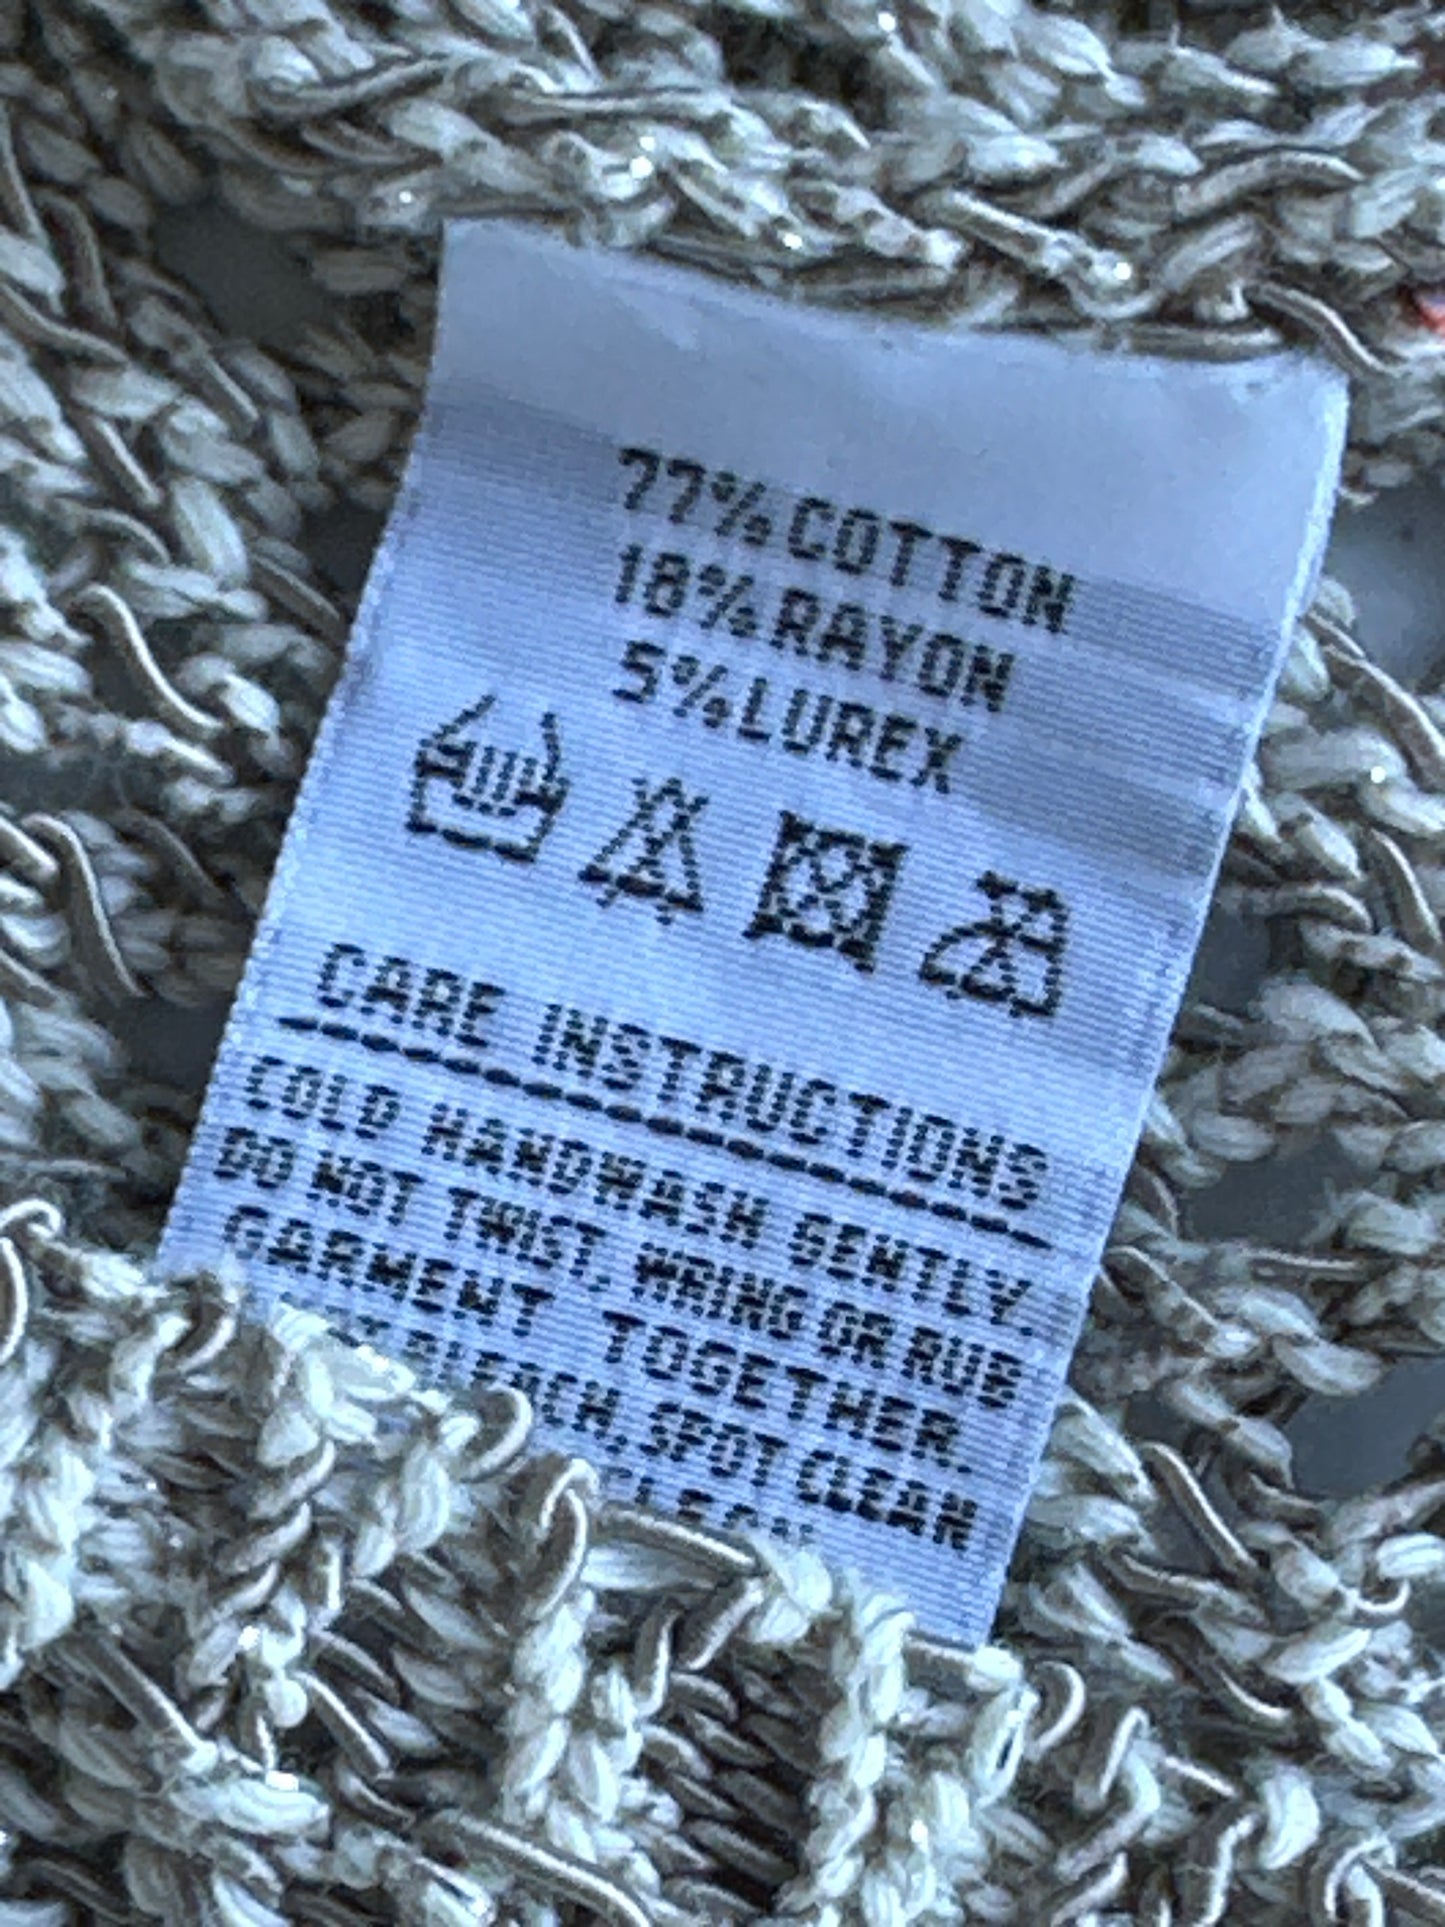 77% COTTON
18% RAYON
5% LUREX
CARE INSTRUCTIONS
COLD HANDWASH GENTLY.
DO NOT TWIST, WRING OR RUB
GARMENT TOGETHER.
BLEACH, SPOT CLEAN